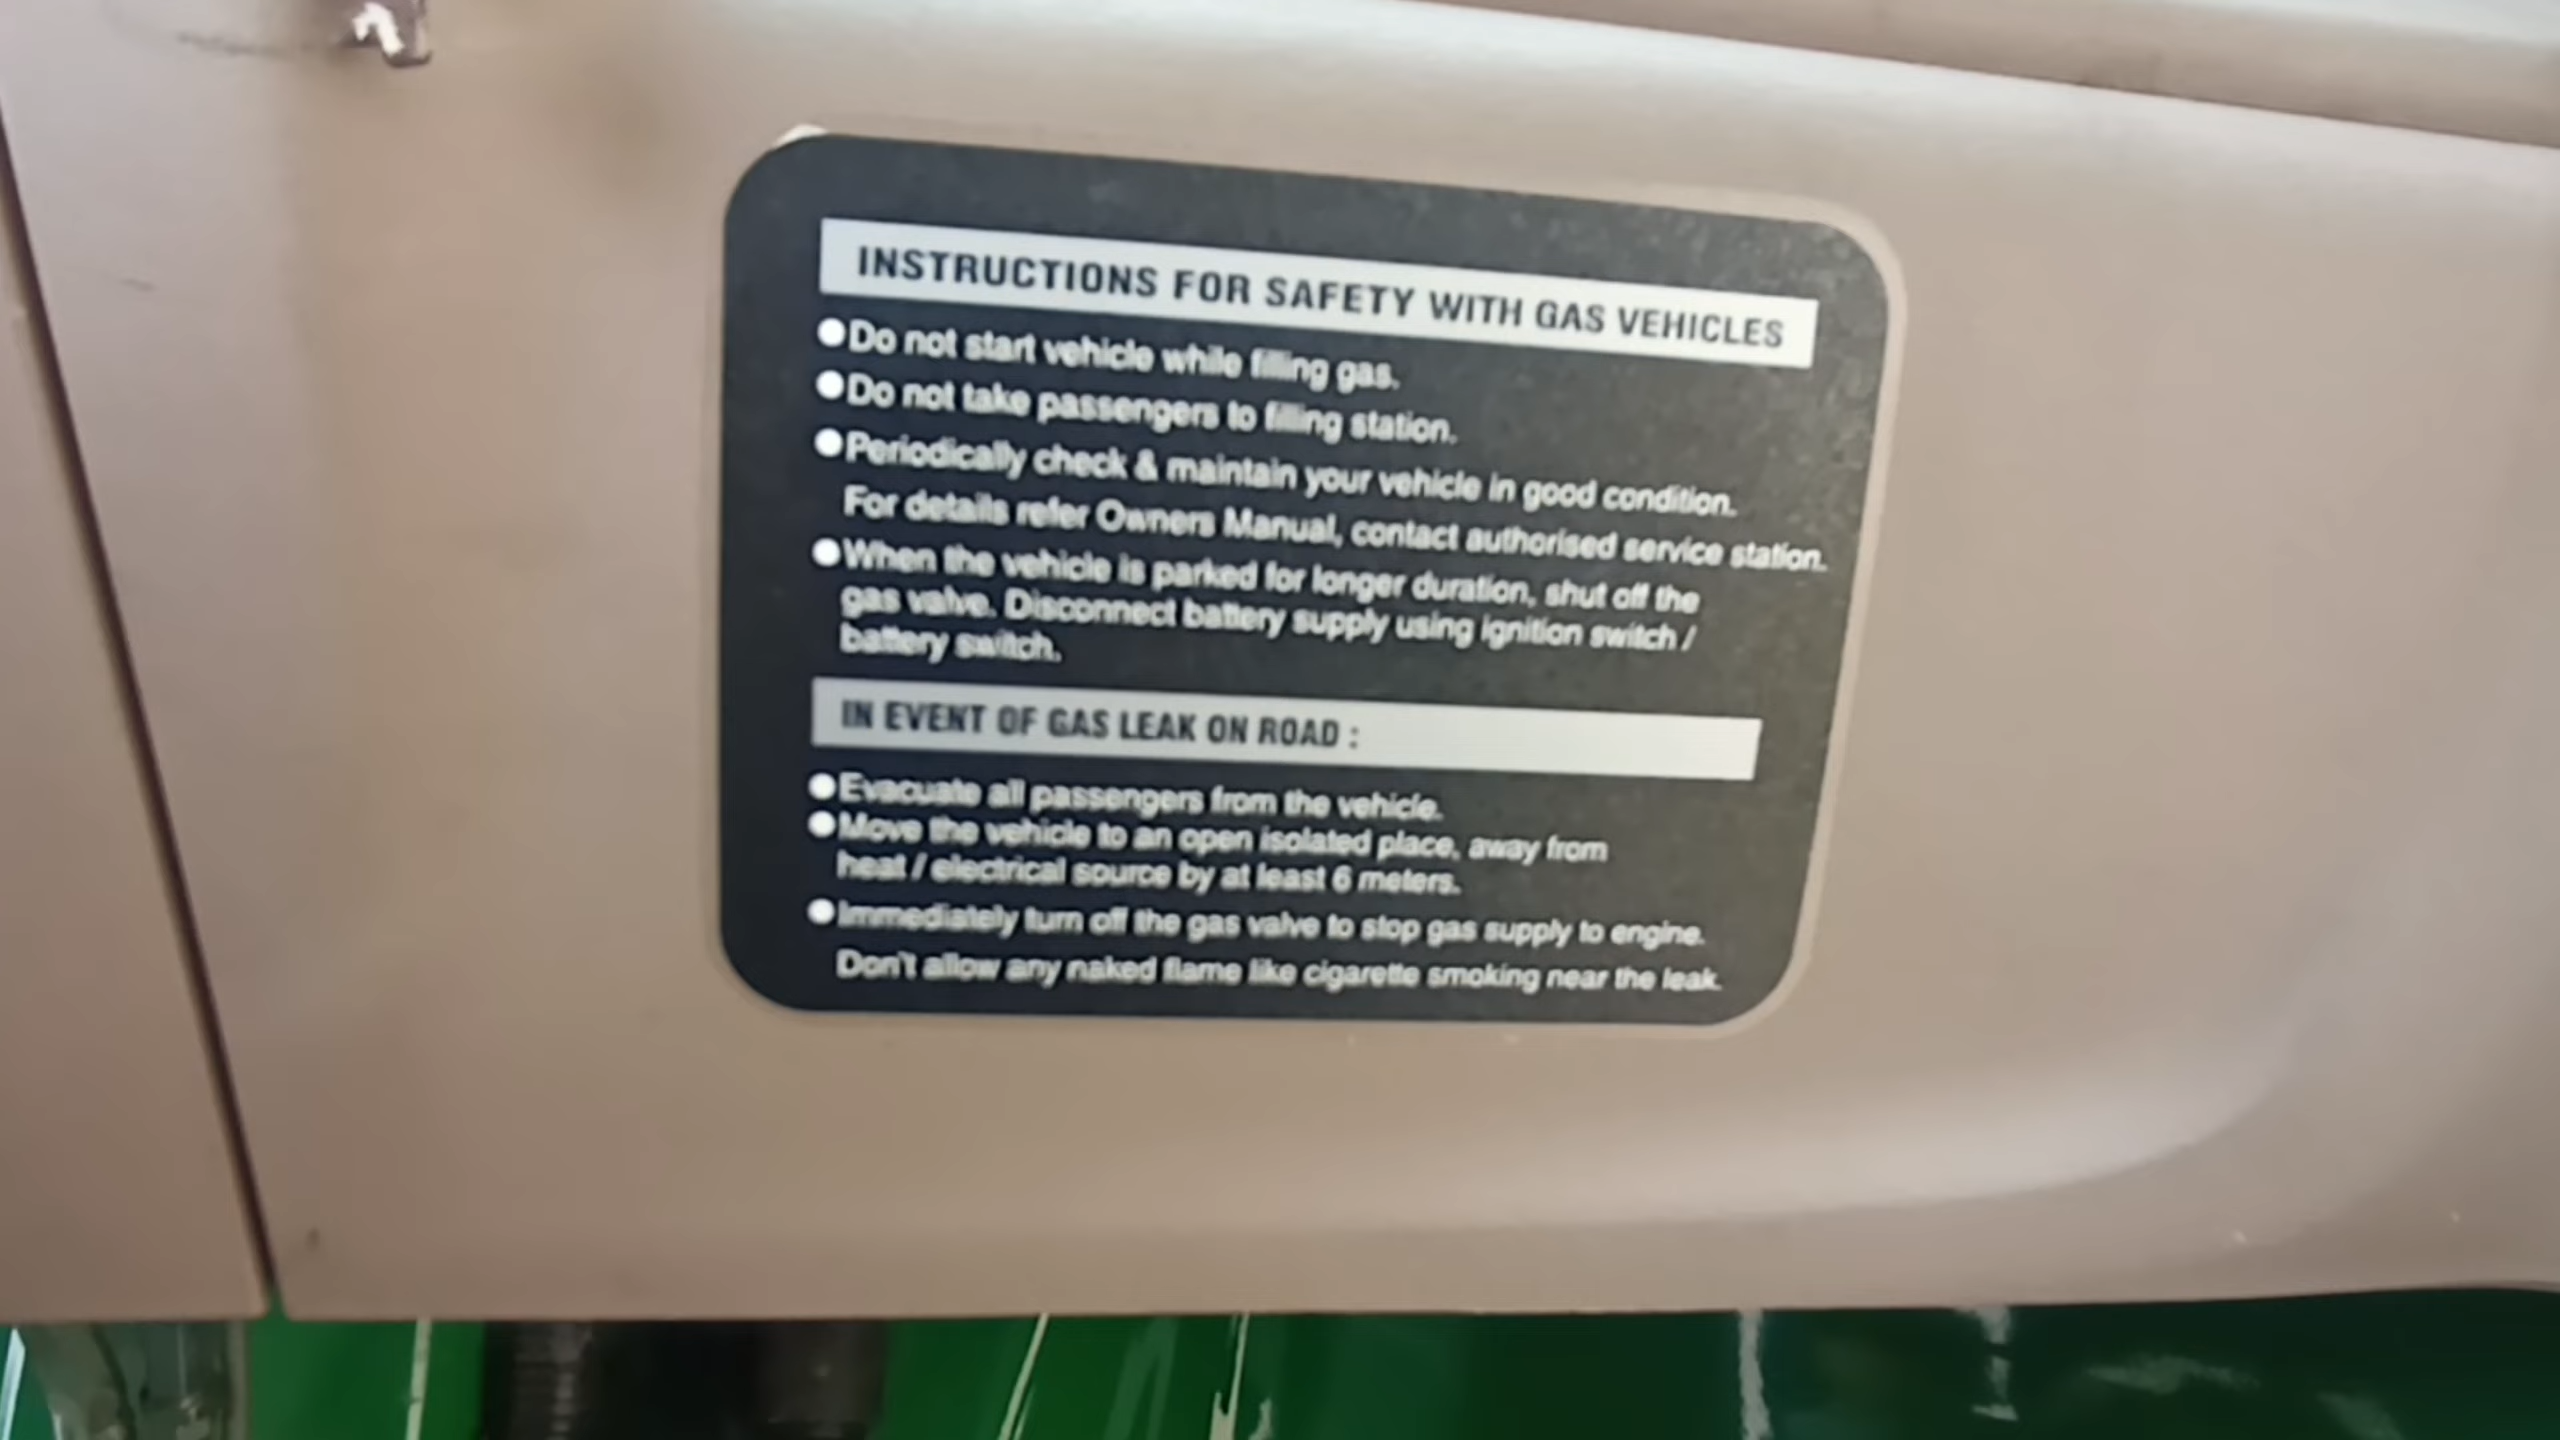 INSTRUCTIONS FOR SAFETY WITH GAS VEHICLES
●Do not start vehicle while filling gas.
●Do not take passengers to filling station.
●Periodically check & maintain your vehicle in good condition.
For details refer Owners Manual, contact authorised service station.
●When the vehicle is parked for longer duration, shut off the
gas valve. Disconnect battery supply using ignition switch /
battery switch.
IN EVENT OF GAS LEAK ON ROAD :
●Evacuate all passengers from the vehicle.
●Move the vehicle to an open isolated place, away from
heat / electrical source by at least 6 meters.
●Immediately turn off the gas valve to stop gas supply to engine.
Don't allow any naked flame like cigarette smoking near the leak.